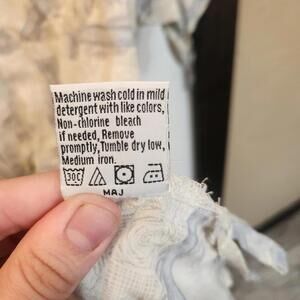 Machine wash cold in mild
detergent with like colors,
Non-chlorine bleach
if needed, Remove
promptly,Tumble dry low,
Medium iron.
30C
MAJ